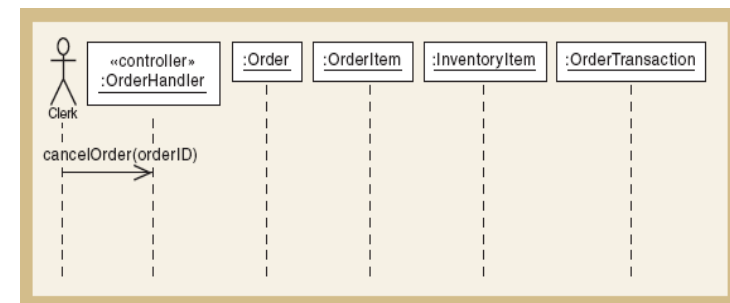 «controller»
:OrderHandler
:Order
:OrderItem
:InventoryItem
:OrderTransaction
Clerk
cancelOrder(orderID)